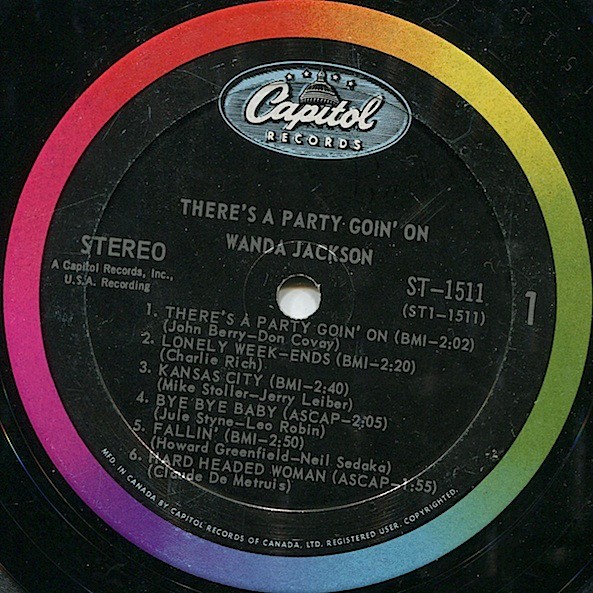 Capitol
RECORDS
THERE'S A PARTY GOIN' ON
WANDA JACKSON
STEREO
A Capitol Records, Inc.,
U.S.A. Recording
ST-1511
(ST1-1511)
1
1. THERE'S A PARTY GOIN' ON (BMI-2:02)
(John Berry-Don Covay)
2. LONELY WEEK-ENDS (BMI-2:20)
(Charlie Rich)
3. KANSAS CITY (BMI-2:40)
(Mike Stoller-Jerry Leiber)
4. BYE BYE BABY (ASCAP-2:05)
(Jule Styne-Leo Robin)
5. FALLIN' (BMI-2:50)
(Howard Greenfield-Neil Sedaka)
6. HARD HEADED WOMAN (ASCAP-1:55)
(Claude De Metruis)
MFD. IN CANADA BY CAPITOL RECORDS OF CANADA, LTD. REGISTERED USER. COPYRIGHTED.